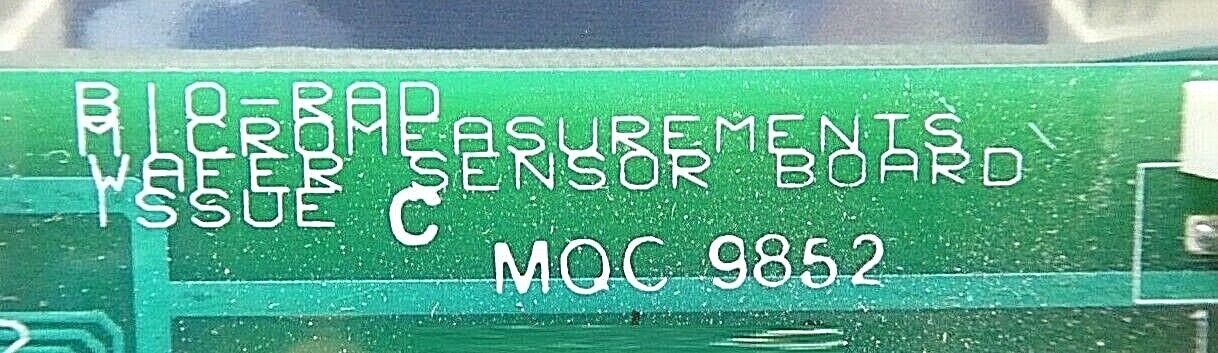 BIO-RAD
MICROMEASUREMENTS
WAFER SENSOR BOARD
ISSUE C
MQC 9852